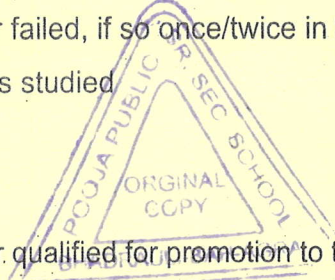 r failed, if so once/twice in
s studied
POOJA PUBLIC SR. SEC SCHOOL
ORGINAL
COPY
r qualified for promotion to t